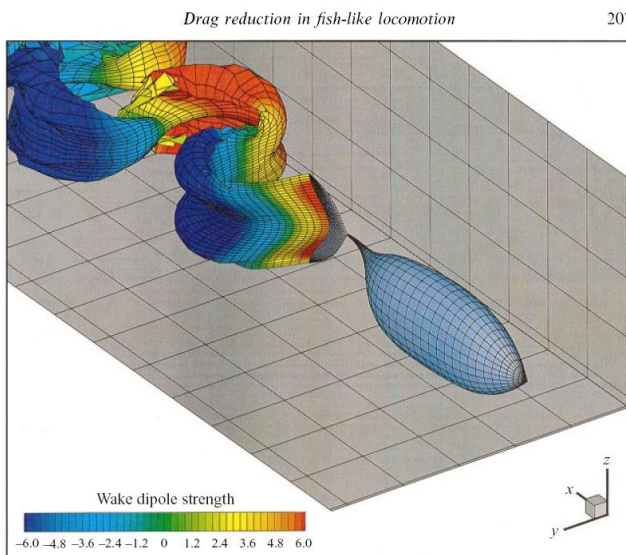 Drag reduction in fish-like locomotion 207
Wake dipole strength
–6.0 –4.8 –3.6 –2.4 –1.2 0 1.2 2.4 3.6 4.8 6.0
z
x
y